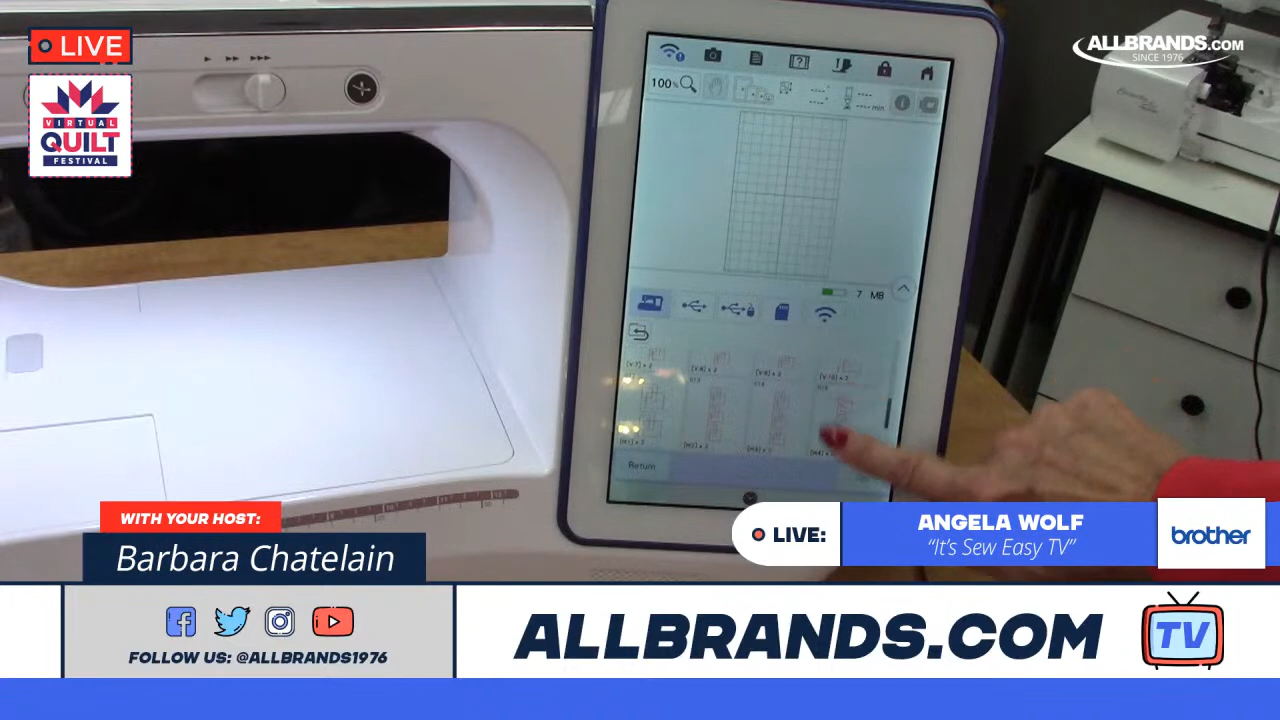 LIVE
VIRTUAL
QUILT
FESTIVAL
ALLBRANDS.COM
SINCE 1976
100%
min
7 MB
Return
WITH YOUR HOST:
Barbara Chatelain
LIVE:
ANGELA WOLF
"It's Sew Easy TV"
brother
FOLLOW US: @ALLBRANDS1976
ALLBRANDS.COM
TV